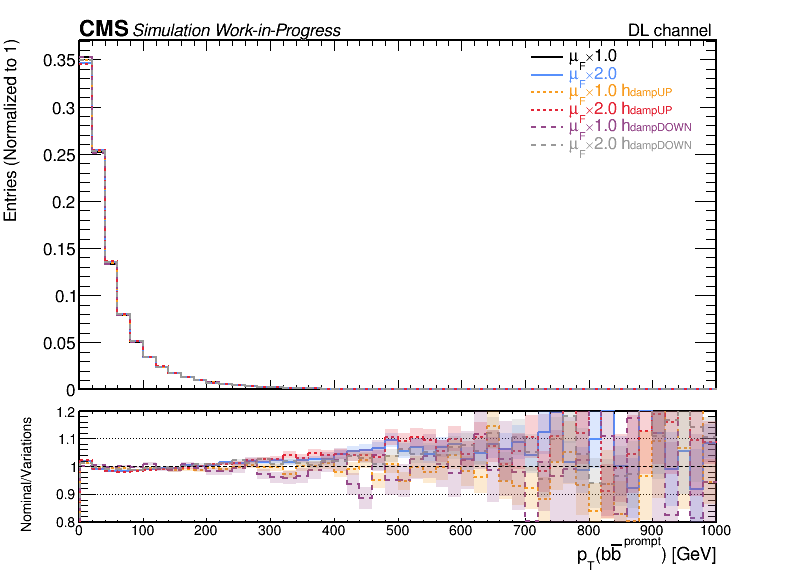 CMS Simulation Work-in-Progress DL channel
Entries (Normalized to 1)
0.35
0.3
0.25
0.2
0.15
0.1
0.05
0
μF×1.0
μF×2.0
μF×1.0 hdampUP
μF×2.0 hdampUP
μF×1.0 hdampDOWN
μF×2.0 hdampDOWN
Nominal/Variations
1.2
1.1
1
0.9
0.8
0 100 200 300 400 500 600 700 800 900 1000
pT(bb̅prompt) [GeV]